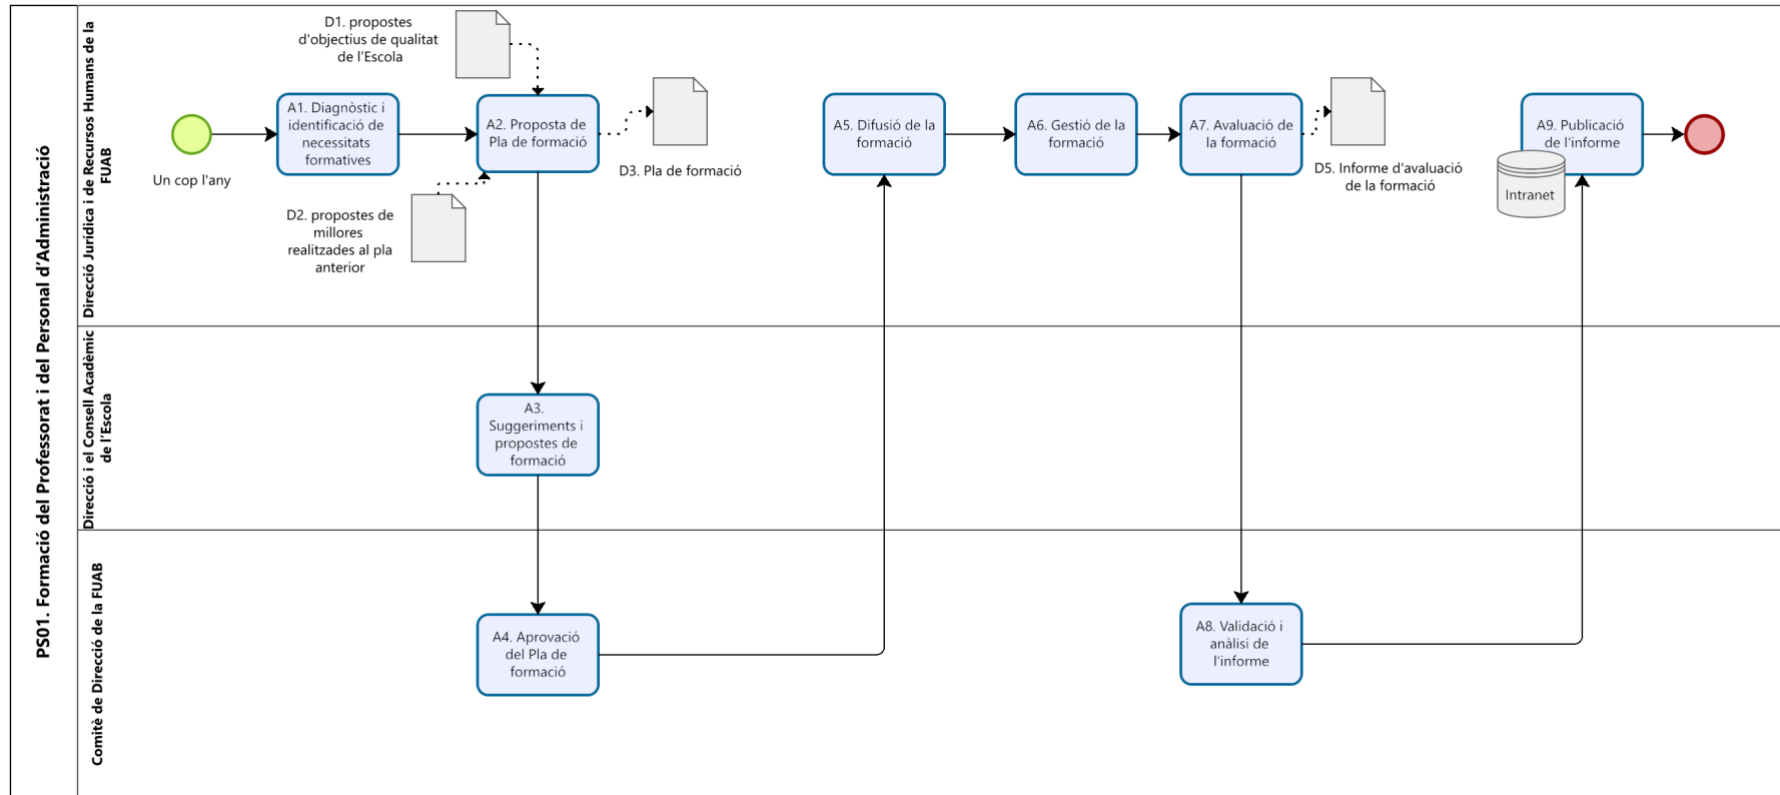 PS01. Formació del Professorat i del Personal d'Administració
Direcció Jurídica i de Recursos Humans de la
FUAB
D1. propostes
d'objectius de qualitat
de l'Escola
Un cop l'any
A1. Diagnòstic i
identificació de
necessitats
formatives
A2. Proposta de
Pla de formació
D3. Pla de formació
D2. propostes de
millores
realitzades al pla
anterior
A5. Difusió de la
formació
A6. Gestió de la
formació
A7. Avaluació de
la formació
D5. Informe d'avaluació
de la formació
A9. Publicació
de l'informe
Intranet
Direcció i el Consell Acadèmic
de l'Escola
A3.
Suggeriments i
propostes de
formació
Comitè de Direcció de la FUAB
A4. Aprovació
del Pla de
formació
A8. Validació i
anàlisi de
l'informe